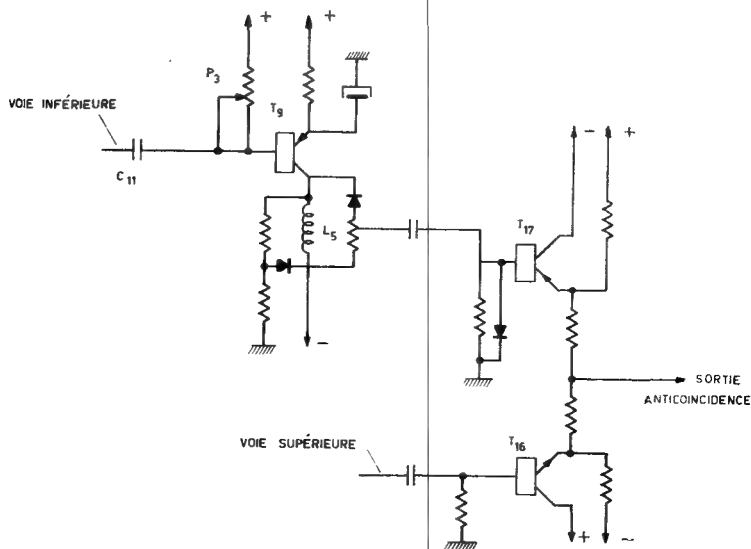 + +
P3
VOIE INFÉRIEURE
T9
C11
L5
-
- +
T17
SORTIE
ANTICOINCIDENCE
VOIE SUPÉRIEURE
T16
+ ~